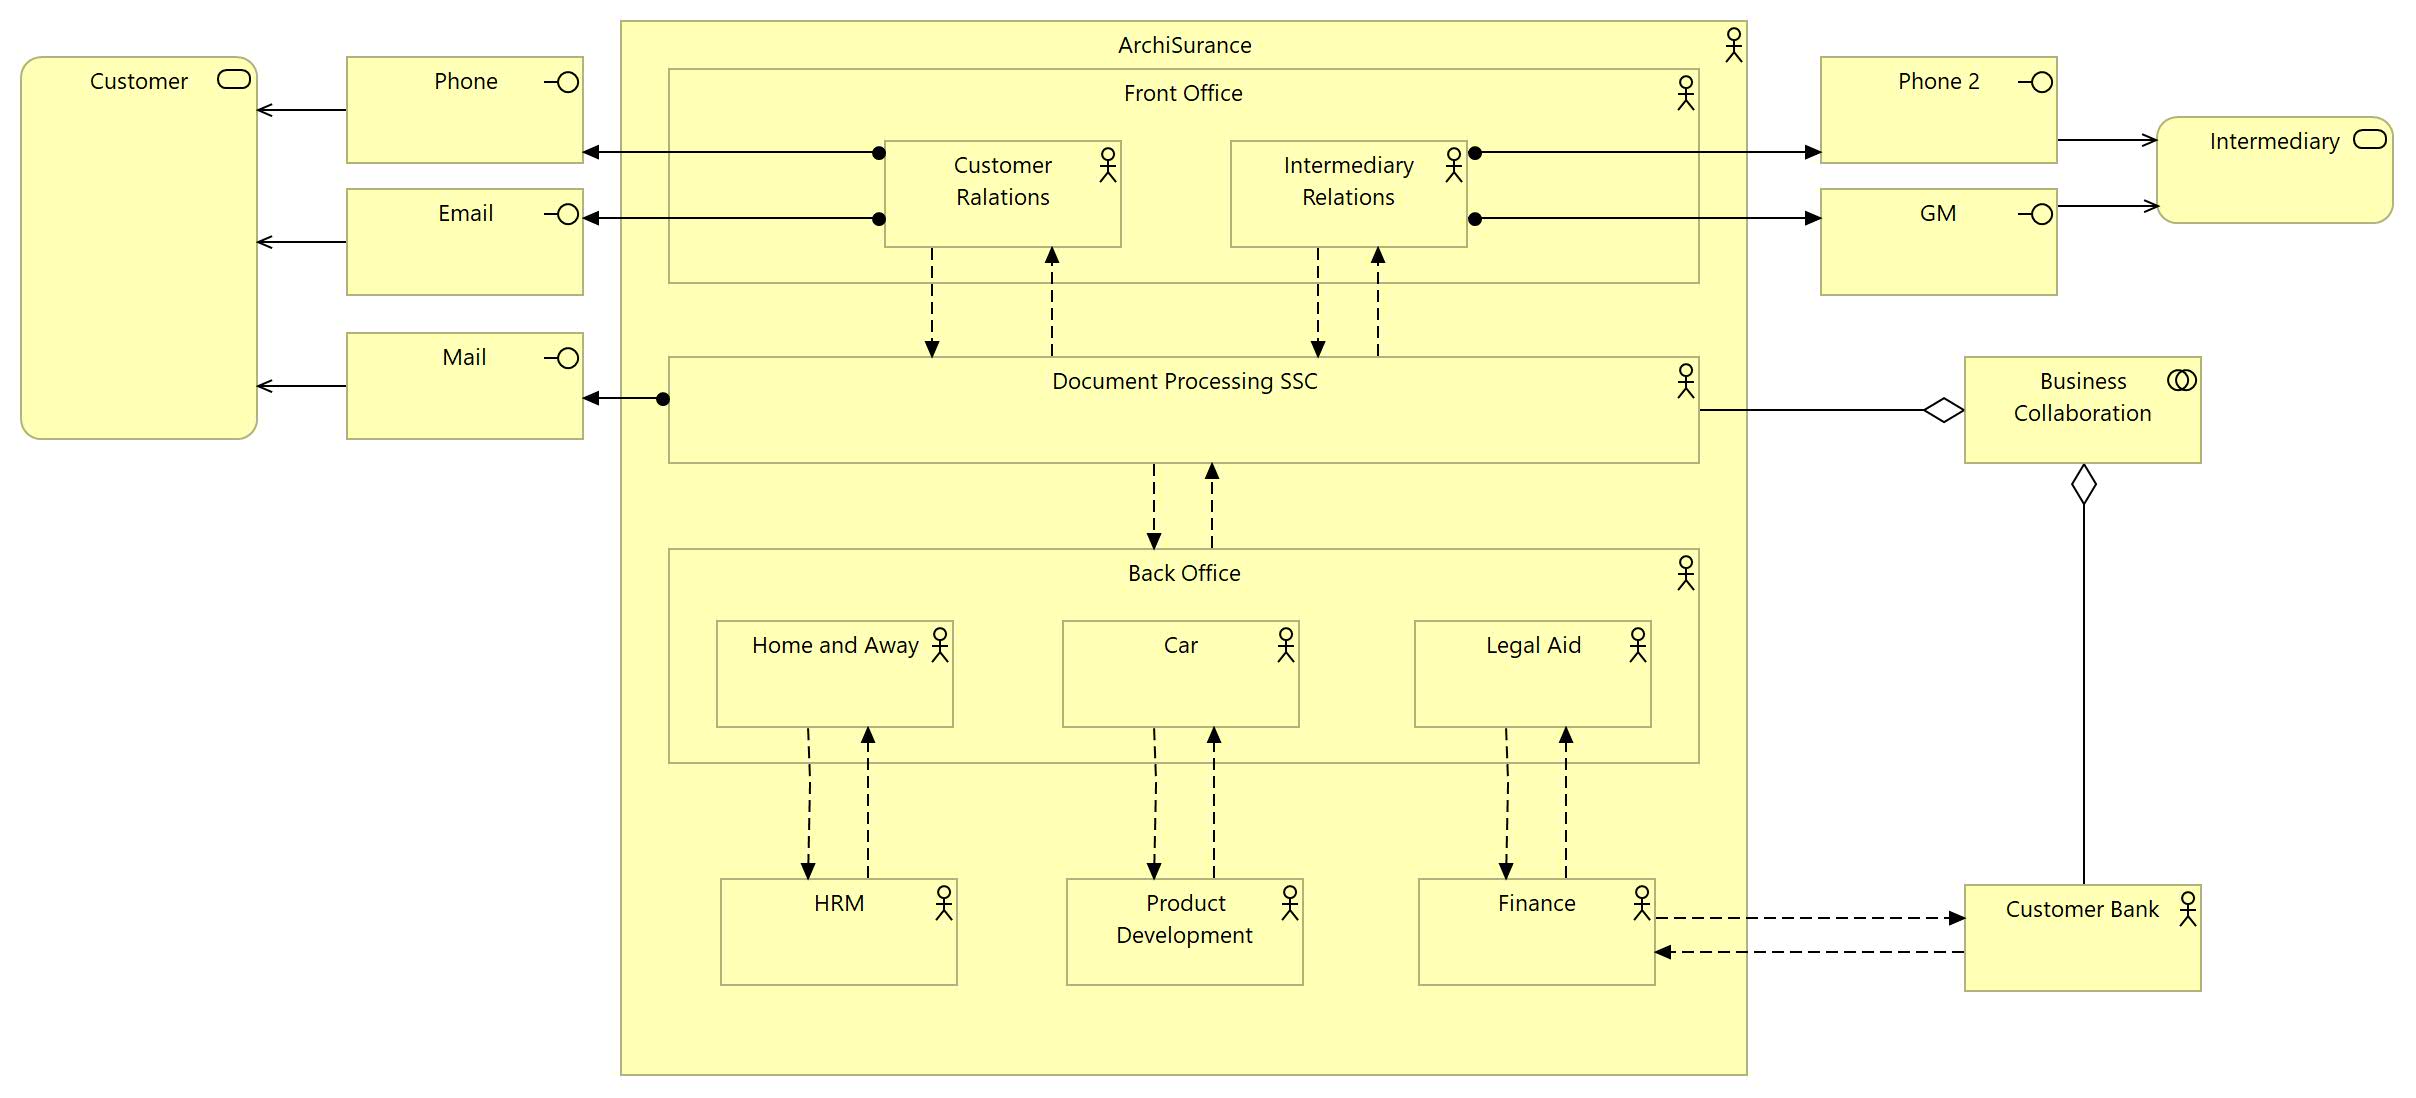 ArchiSurance
Customer
Phone
Front Office
Phone 2
Customer
Ralations
Intermediary
Relations
Intermediary
Email
GM
Mail
Document Processing SSC
Business
Collaboration
Back Office
Home and Away
Car
Legal Aid
HRM
Product
Development
Finance
Customer Bank